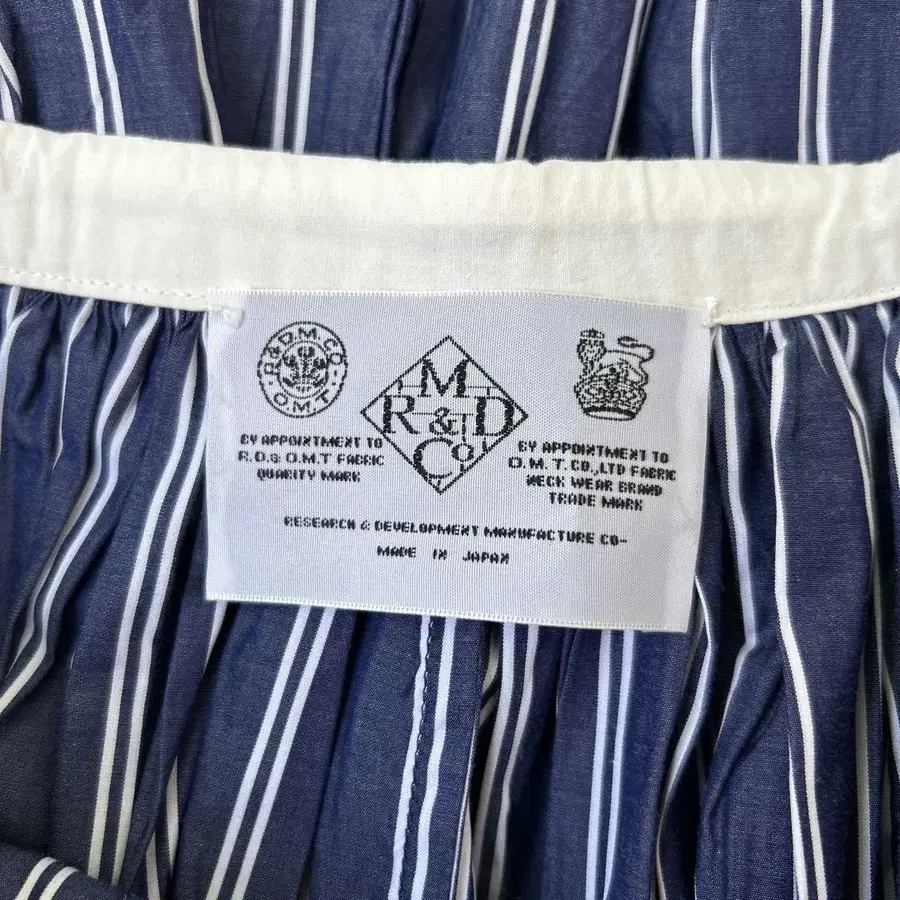 R&D.M.CO-
O.M.T.
BY APPOINTMENT TO
R.D.& O.M.T FABRIC
QUARITY MARK
M
R & D
Co
BY APPOINTMENT TO
O.M.T.CO.,LTD FABRIC
NECK WEAR BRAND
TRADE MARK
RESEARCH & DEVELOPMENT MANUFACTURE CO-
MADE IN JAPAN